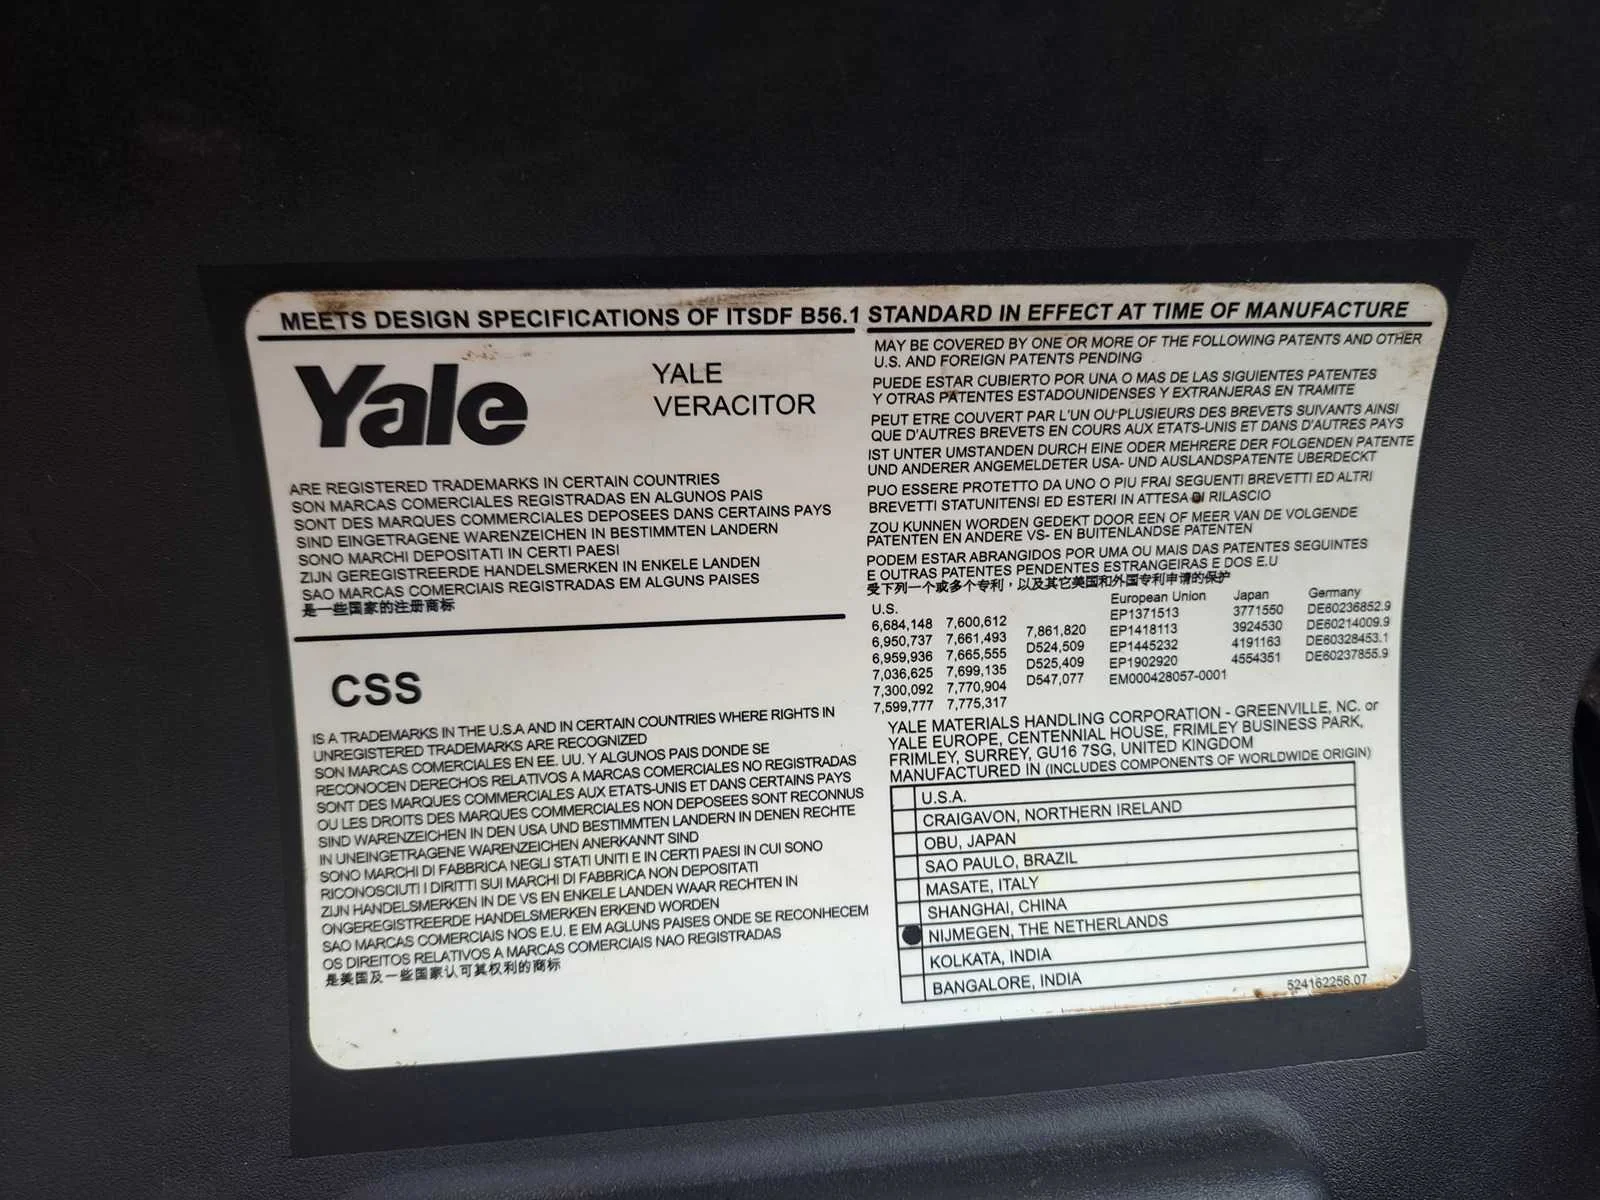 MEETS DESIGN SPECIFICATIONS OF ITSDF B56.1 STANDARD IN EFFECT AT TIME OF MANUFACTURE
Yale
YALE
VERACITOR
ARE REGISTERED TRADEMARKS IN CERTAIN COUNTRIES
SON MARCAS COMERCIALES REGISTRADAS EN ALGUNOS PAIS
SONT DES MARQUES COMMERCIALES DEPOSEES DANS CERTAINS PAYS
SIND EINGETRAGENE WARENZEICHEN IN BESTIMMTEN LANDERN
SONO MARCHI DEPOSITATI IN CERTI PAESI
ZIJN GEREGISTREERDE HANDELSMERKEN IN ENKELE LANDEN
SAO MARCAS COMERCIAIS REGISTRADAS EM ALGUNS PAISES
是一些国家的注册商标
CSS
IS A TRADEMARKS IN THE U.S.A AND IN CERTAIN COUNTRIES WHERE RIGHTS IN
UNREGISTERED TRADEMARKS ARE RECOGNIZED
SON MARCAS COMERCIALES EN EE. UU. Y ALGUNOS PAIS DONDE SE
RECONOCEN DERECHOS RELATIVOS A MARCAS COMERCIALES NO REGISTRADAS
SONT DES MARQUES COMMERCIALES AUX ETATS-UNIS ET DANS CERTAINS PAYS
OU LES DROITS DES MARQUES COMMERCIALES NON DEPOSEES SONT RECONNUS
SIND WARENZEICHEN IN DEN USA UND BESTIMMTEN LANDERN IN DENEN RECHTE
IN UNEINGETRAGENE WARENZEICHEN ANERKANNT SIND
SONO MARCHI DI FABBRICA NEGLI STATI UNITI E IN CERTI PAESI IN CUI SONO
RICONOSCIUTI I DIRITTI SUI MARCHI DI FABBRICA NON DEPOSITATI
ZIJN HANDELSMERKEN IN DE VS EN ENKELE LANDEN WAAR RECHTEN IN
ONGEREGISTREERDE HANDELSMERKEN ERKEND WORDEN
SAO MARCAS COMERCIAIS NOS E.U. E EM AGLUNS PAISES ONDE SE RECONHECEM
OS DIREITOS RELATIVOS A MARCAS COMERCIAIS NAO REGISTRADAS
是美国及一些国家认可其权利的商标
MAY BE COVERED BY ONE OR MORE OF THE FOLLOWING PATENTS AND OTHER
U.S. AND FOREIGN PATENTS PENDING
PUEDE ESTAR CUBIERTO POR UNA O MAS DE LAS SIGUIENTES PATENTES
Y OTRAS PATENTES ESTADOUNIDENSES Y EXTRANJERAS EN TRAMITE
PEUT ETRE COUVERT PAR L'UN OU PLUSIEURS DES BREVETS SUIVANTS AINSI
QUE D'AUTRES BREVETS EN COURS AUX ETATS-UNIS ET DANS D'AUTRES PAYS
IST UNTER UMSTANDEN DURCH EINE ODER MEHRERE DER FOLGENDEN PATENTE
UND ANDERER ANGEMELDETER USA- UND AUSLANDSPATENTE UBERDECKT
PUO ESSERE PROTETTO DA UNO O PIU FRAI SEGUENTI BREVETTI ED ALTRI
BREVETTI STATUNITENSI ED ESTERI IN ATTESA DI RILASCIO
ZOU KUNNEN WORDEN GEDEKT DOOR EEN OF MEER VAN DE VOLGENDE
PATENTEN EN ANDERE VS- EN BUITENLANDSE PATENTEN
PODEM ESTAR ABRANGIDOS POR UMA OU MAIS DAS PATENTES SEGUINTES
E OUTRAS PATENTES PENDENTES ESTRANGEIRAS E DOS E.U
受下列一个或多个专利，以及其它美国和外国专利申请的保护
U.S. European Union Japan Germany
6,684,148 7,600,612 EP1371513 3771550 DE60236852.9
6,950,737 7,661,493 7,861,820 EP1418113 3924530 DE60214009.9
6,959,936 7,665,555 D524,509 EP1445232 4191163 DE60328453.1
7,036,625 7,699,135 D525,409 EP1902920 4554351 DE60237855.9
7,300,092 7,770,904 D547,077 EM000428057-0001
7,599,777 7,775,317
YALE MATERIALS HANDLING CORPORATION - GREENVILLE, NC. or
YALE EUROPE, CENTENNIAL HOUSE, FRIMLEY BUSINESS PARK,
FRIMLEY, SURREY, GU16 7SG, UNITED KINGDOM
MANUFACTURED IN (INCLUDES COMPONENTS OF WORLDWIDE ORIGIN)
U.S.A.
CRAIGAVON, NORTHERN IRELAND
OBU, JAPAN
SAO PAULO, BRAZIL
MASATE, ITALY
SHANGHAI, CHINA
NIJMEGEN, THE NETHERLANDS
KOLKATA, INDIA
BANGALORE, INDIA
524162256.07